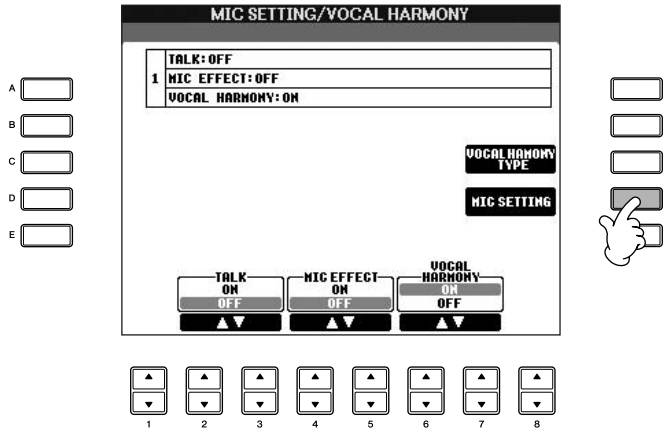 MIC SETTING/VOCAL HARMONY
TALK:OFF
1 MIC EFFECT:OFF
VOCAL HARMONY:ON
A
B
C
D
E
VOCAL HAMONY
TYPE
MIC SETTING
TALK
ON
OFF
MIC EFFECT
ON
OFF
VOCAL
HARMONY
ON
OFF
1 2 3 4 5 6 7 8